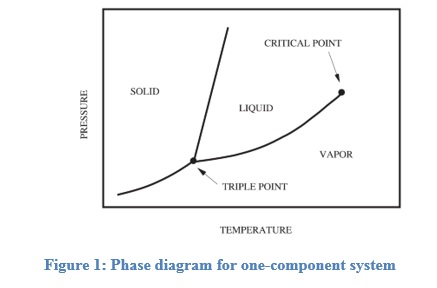 CRITICAL POINT
SOLID
LIQUID
PRESSURE
VAPOR
TRIPLE POINT
TEMPERATURE
Figure 1: Phase diagram for one-component system